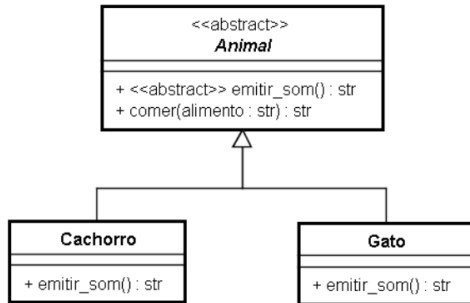 <<abstract>>
Animal
+ <<abstract>> emitir_som() : str
+ comer(alimento : str) : str
Cachorro
+ emitir_som() : str
Gato
+ emitir_som() : str